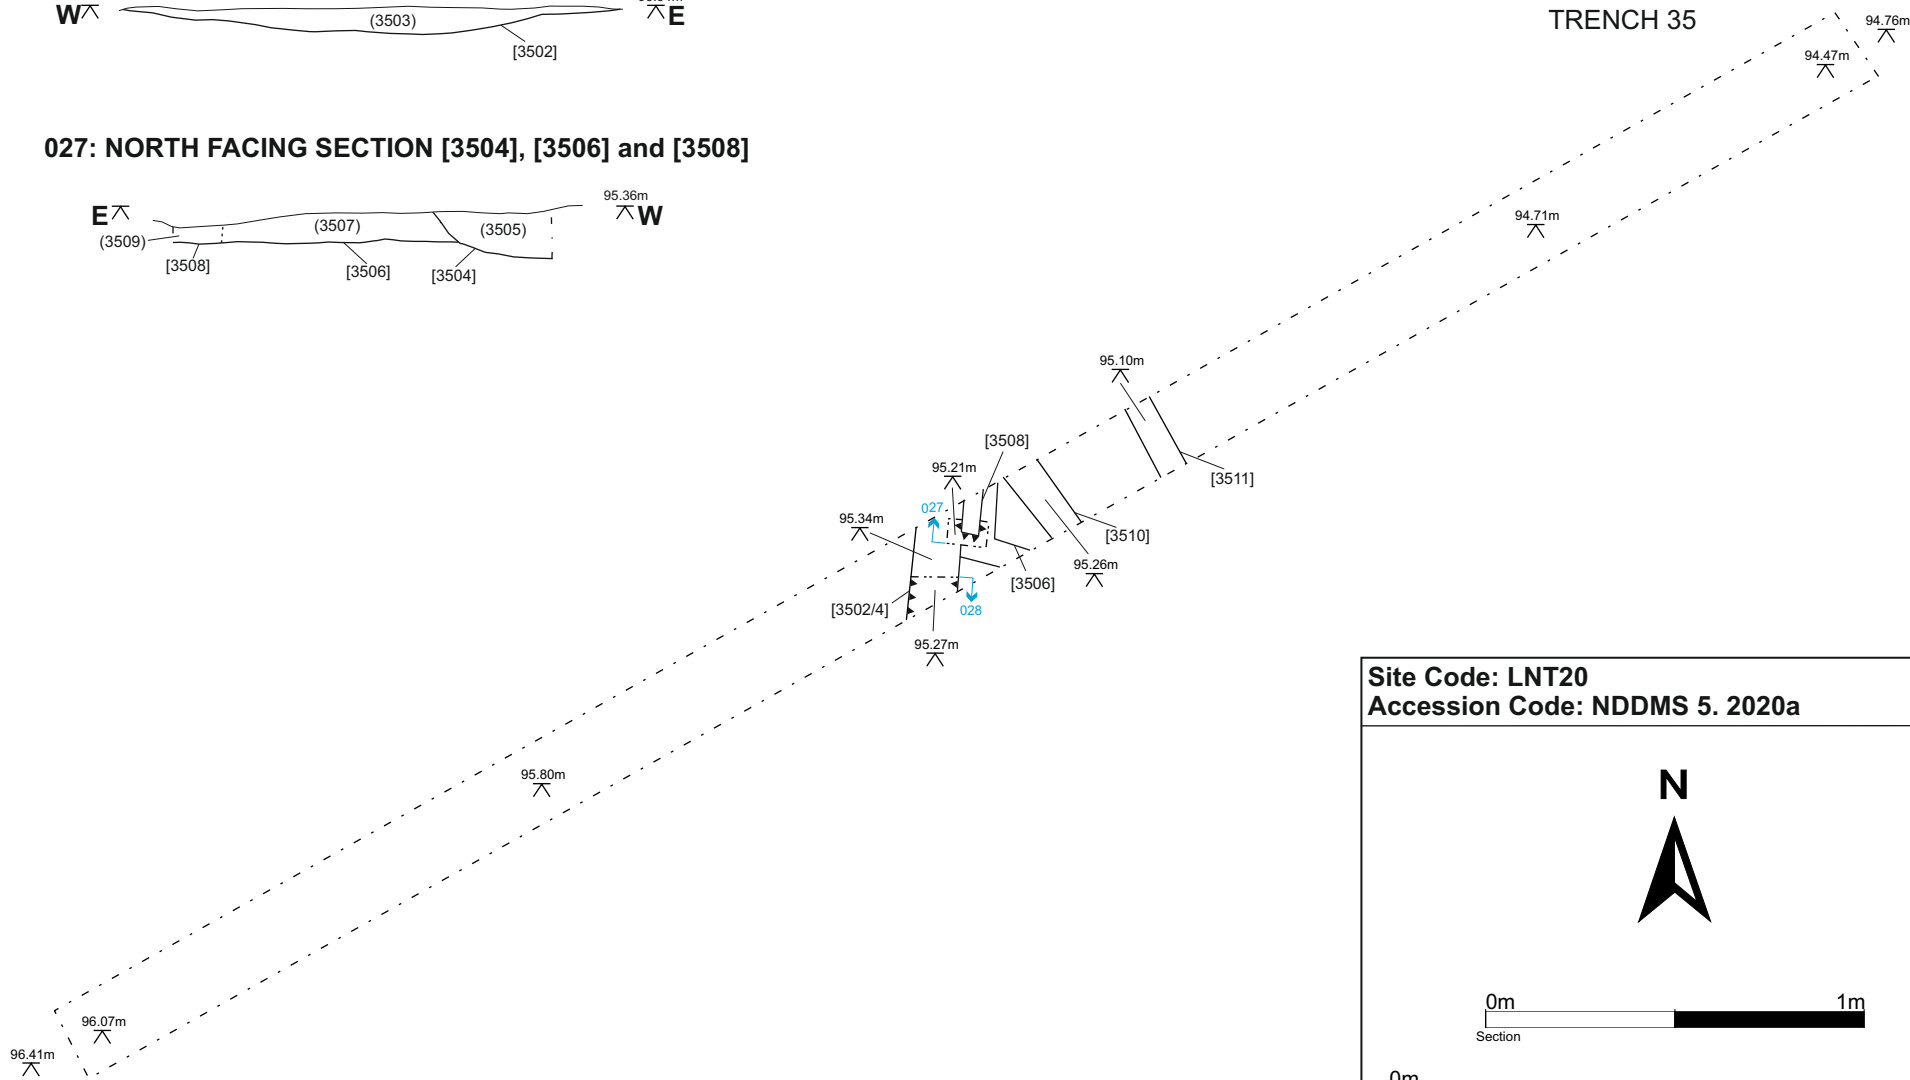 W
(3503)
E
[3502]
TRENCH 35
94.76m
94.47m
027: NORTH FACING SECTION [3504], [3506] and [3508]
E
95.36m
W
(3509)
(3507)
(3505)
[3508]
[3506]
[3504]
94.71m
95.10m
[3508]
95.21m
[3511]
027
95.34m
[3510]
95.26m
[3506]
[3502/4]
028
95.27m
95.80m
96.07m
96.41m
Site Code: LNT20
Accession Code: NDDMS 5. 2020a
N
0m
1m
Section
0m